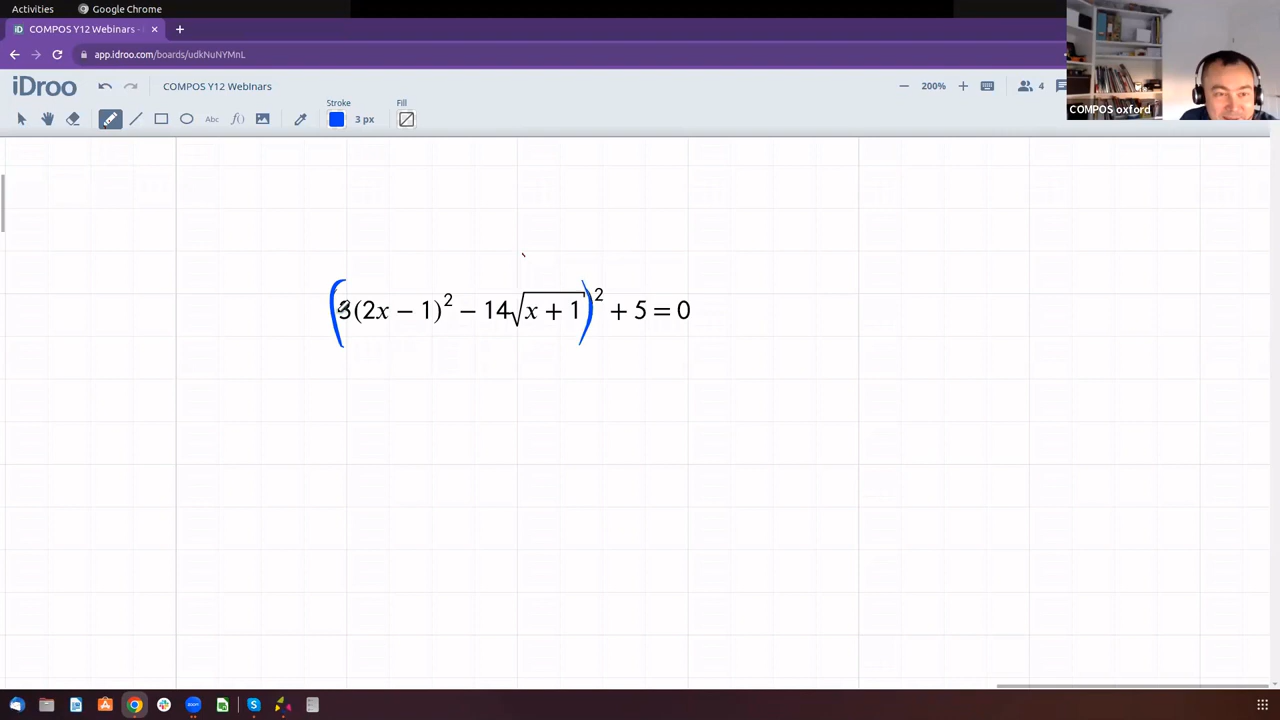 Activities Google Chrome
COMPOS Y12 Webinars -
app.idroo.com/boards/udkNuNYMnL
iDroo COMPOS Y12 Webinars 200% 4
Stroke Fill
Abc f() 3 px
COMPOS oxford
(3(2x − 1)² − 14√(x + 1))² + 5 = 0